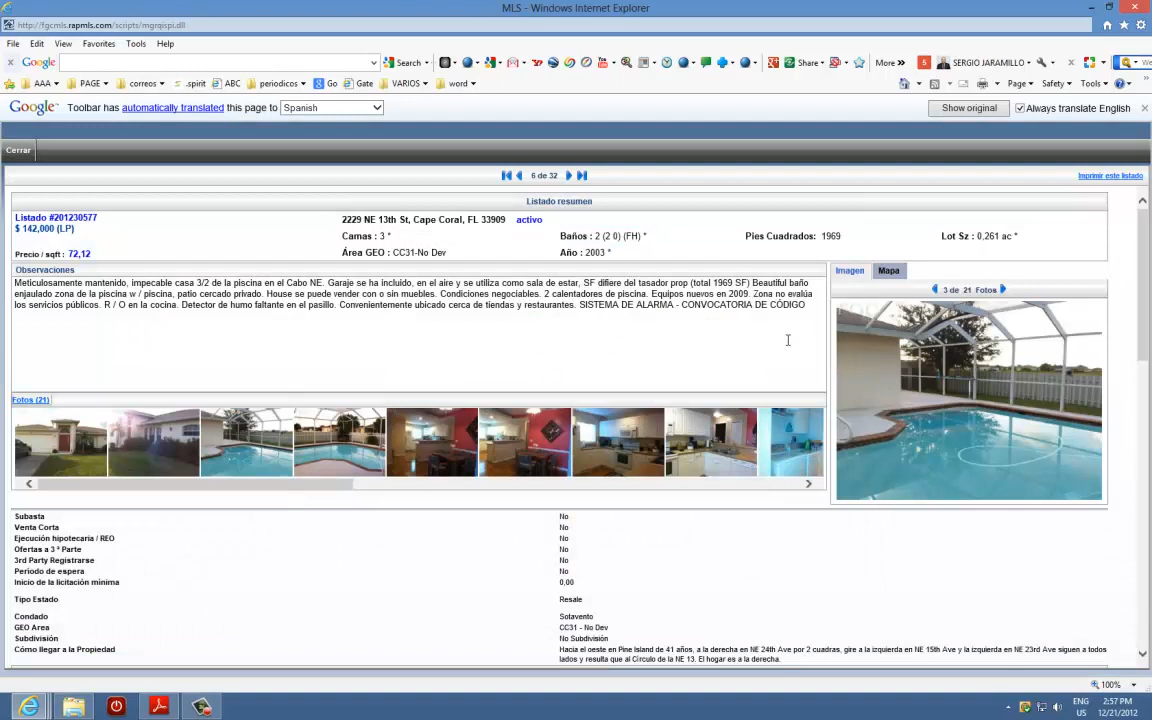 MLS - Windows Internet Explorer
http://fgcmls.rapmls.com/scripts/mgrqispi.dll
File Edit View Favorites Tools Help
Google Search Share More SERGIO JARAMILLO
AAA PAGE correos .spirit ABC periodicos Go Gate VARIOS word Page Safety Tools
Google Toolbar has automatically translated this page to Spanish Show original Always translate English
Cerrar
6 de 32 Imprimir este listado
Listado resumen
Listado #201230577 2229 NE 13th St, Cape Coral, FL 33909 activo
$ 142,000 (LP)
Camas : 3 * Baños : 2 (2 0) (FH) * Pies Cuadrados: 1969 Lot Sz : 0,261 ac *
Precio / sqft : 72,12 Área GEO : CC31-No Dev Año : 2003 *
Observaciones
Meticulosamente mantenido, impecable casa 3/2 de la piscina en el Cabo NE. Garaje se ha incluido, en el aire y se utiliza como sala de estar, SF difiere del tasador prop (total 1969 SF) Beautiful baño
enjaulado zona de la piscina w / piscina, patio cercado privado. House se puede vender con o sin muebles. Condiciones negociables. 2 calentadores de piscina. Equipos nuevos en 2009. Zona no evalúa
los servicios públicos. R / O en la cocina. Detector de humo faltante en el pasillo. Convenientemente ubicado cerca de tiendas y restaurantes. SISTEMA DE ALARMA - CONVOCATORIA DE CÓDIGO
Imagen Mapa
3 de 21 Fotos
Fotos (21)
Subasta No
Venta Corta No
Ejecución hipotecaria / REO No
Ofertas a 3 ª Parte No
3rd Party Registrarse No
Período de espera No
Inicio de la licitación mínima 0,00
Tipo Estado Resale
Condado Sotavento
GEO Area CC31 - No Dev
Subdivisión No Subdivisión
Cómo llegar a la Propiedad Hacia el oeste en Pine Island de 41 años, a la derecha en NE 24th Ave por 2 cuadras, gire a la izquierda en NE 15th Ave y la izquierda en NE 23rd Ave siguen a todos
lados y resulta que al Círculo de la NE 13. El hogar es a la derecha.
100%
ENG 2:57 PM
US 12/21/2012